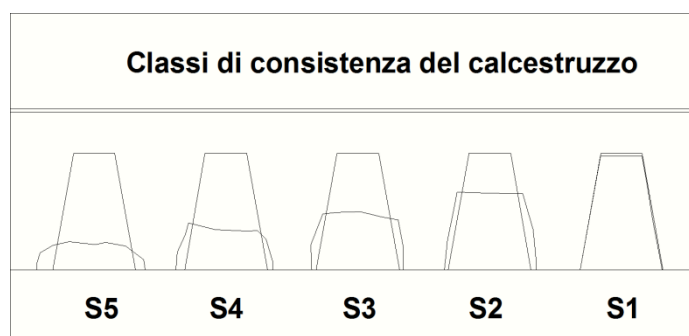 Classi di consistenza del calcestruzzo
S5 S4 S3 S2 S1